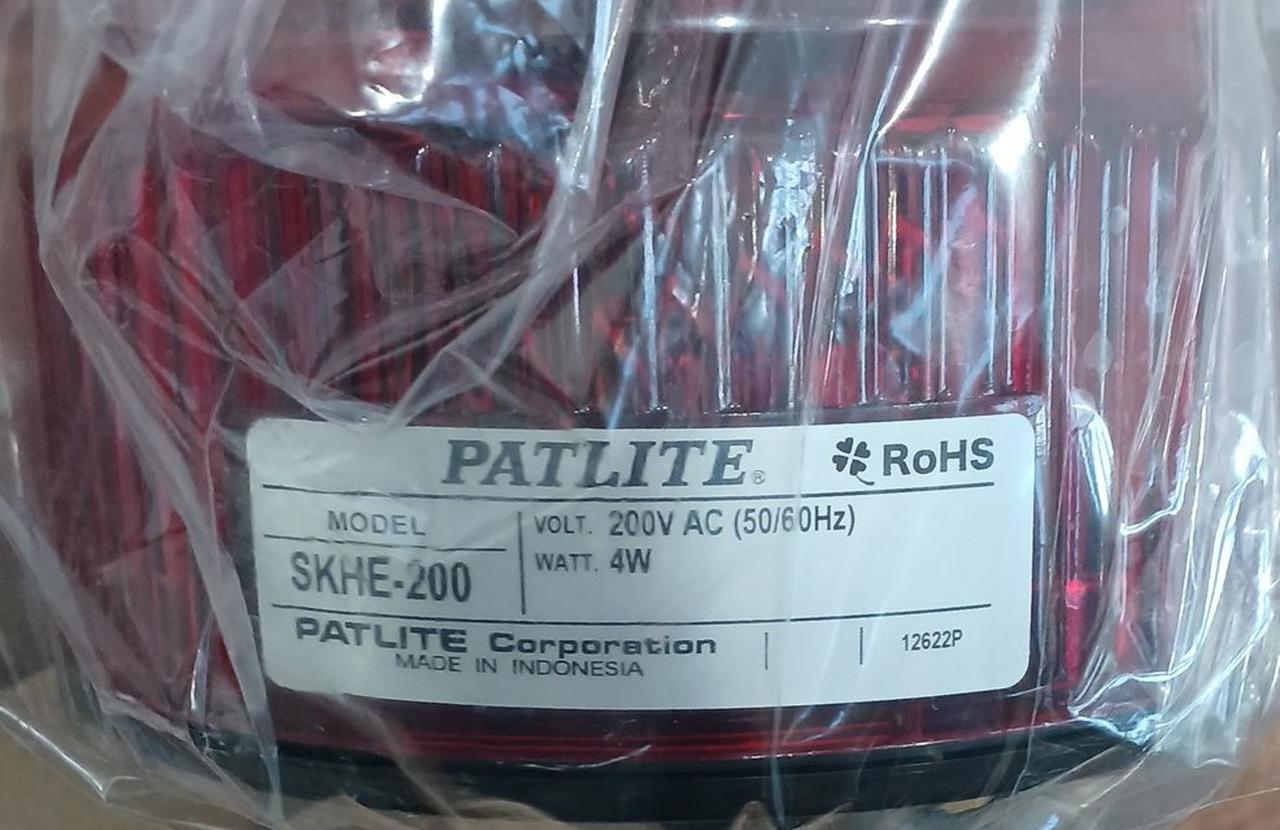 PATLITE® RoHS
MODEL
SKHE-200
VOLT. 200V AC (50/60Hz)
WATT. 4W
PATLITE Corporation
MADE IN INDONESIA
12622P